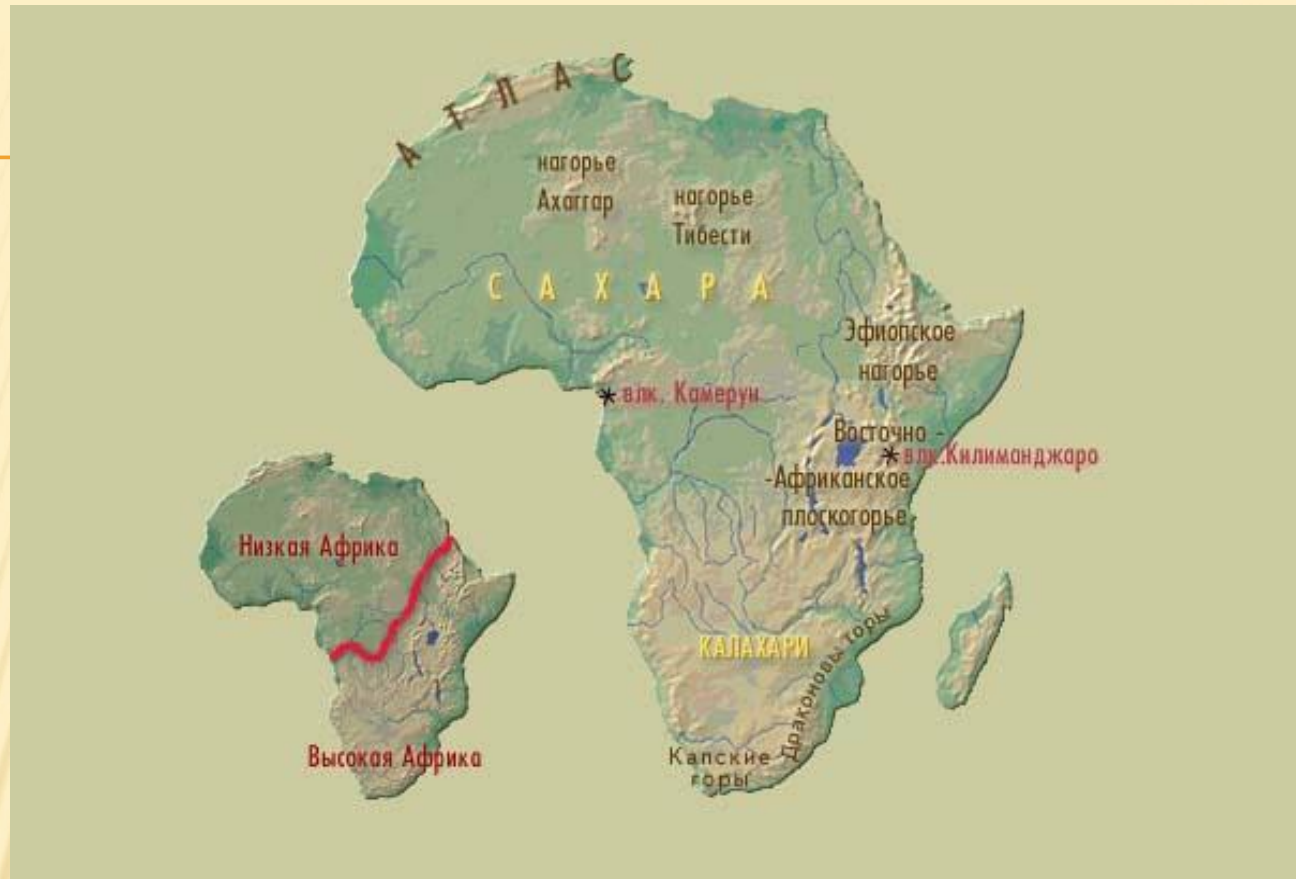 АТЛАС
нагорье
Ахаггар
нагорье
Тибести
САХАРА
Эфиопское
нагорье
влк. Камерун
Восточно -
влк.Килиманджаро
-Африканское
плоскогорье
Низкая Африка
КАЛАХАРИ
Драконовы горы
Капские
горы
Высокая Африка